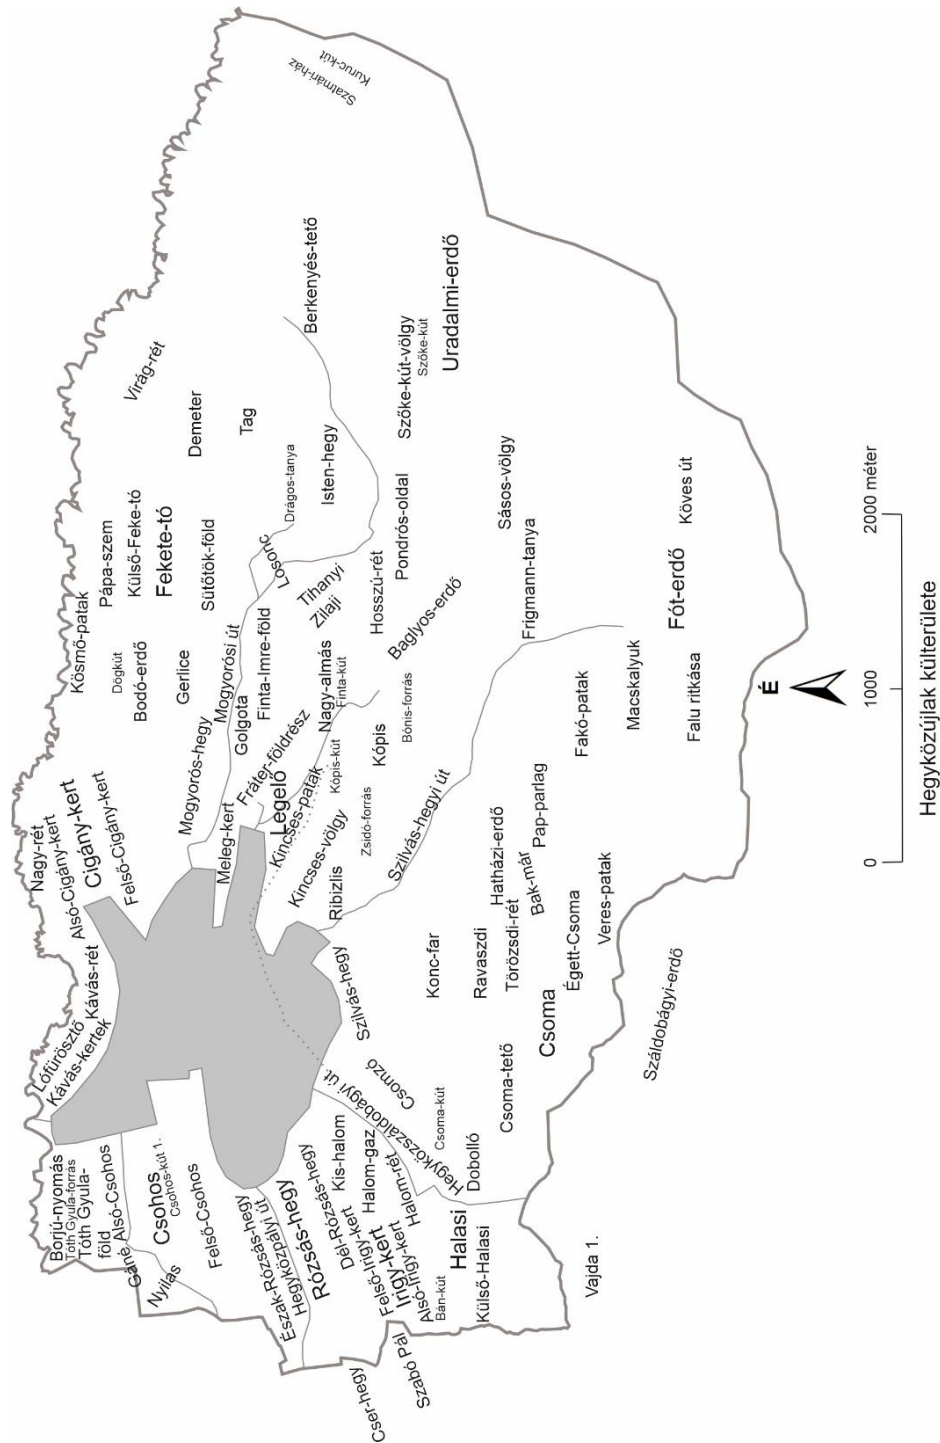 Borjú-nyomás
Tóth Gyula-forrás
Tóth Gyula-
föld
Gáné
Alsó-Csohos
Nyilas
Csohos
Csohos-kút 1.
Felső-Csohos
Lófürösztő
Kávás-kertek
Kávás-rét
Nagy-rét
Alsó-Cigány-kert
Cigány-kert
Felső-Cigány-kert
Kösmő-patak
Dögkút
Pápa-szem
Bodó-erdő
Külső-Feke-tó
Fekete-tó
Gerlice
Sütőtök-föld
Virág-rét
Demeter
Tag
Szatmári-ház
Kuruc-kút
Mogyorós-hegy
Mogyorósi út
Golgota
Finta-Imre-föld
Losonc
Drágos-tanya
Isten-hegy
Berkenyés-tető
Meleg-kert
Fráter-földrész
Legelő
Kincses-patak
Nagy-almás
Finta-kút
Zilaji
Tihanyi
Hosszú-rét
Pondrós-oldal
Szőke-kút-völgy
Szőke-kút
Uradalmi-erdő
Kincses-völgy
Kópis-kút
Kópis
Bónis-forrás
Baglyos-erdő
Ribizlis
Zsidó-forrás
Szilvás-hegyi út
Szilvás-hegy
Észak-Rózsás-hegy
Hegyközpályi út
Rózsás-hegy
Dél-Rózsás-hegy
Kis-halom
Halom-gaz
Halom-rét
Felső-Irigy-kert
Irigy-kert
Alsó-Irigy-kert
Bán-kút
Cser-hegy
Szabó Pál
Hegyközszáldobágyi út
Csomzó
Csoma-kút
Dobolló
Halasi
Külső-Halasi
Csoma-tető
Csoma
Konc-far
Ravaszdi
Törözsdi-rét
Hatházi-erdő
Bak-már
Pap-parlag
Égett-Csoma
Veres-patak
Fakó-patak
Frigmann-tanya
Sásos-völgy
Macskalyuk
Fót-erdő
Falu ritkása
Köves út
Vajda 1.
Száldobágyi-erdő
É
0
1000
2000 méter
Hegyközújlak külterülete